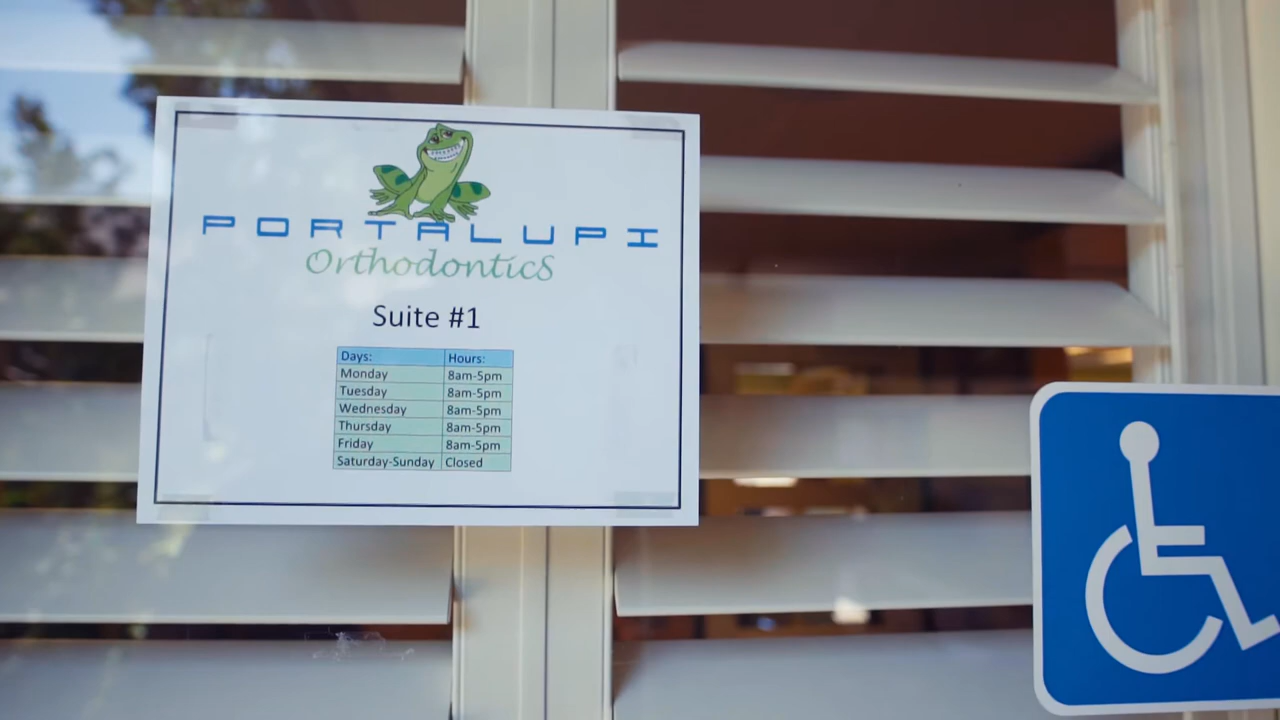 PORTALUPI
OrthodonticS
Suite #1
Days: Hours:
Monday 8am-5pm
Tuesday 8am-5pm
Wednesday 8am-5pm
Thursday 8am-5pm
Friday 8am-5pm
Saturday-Sunday Closed